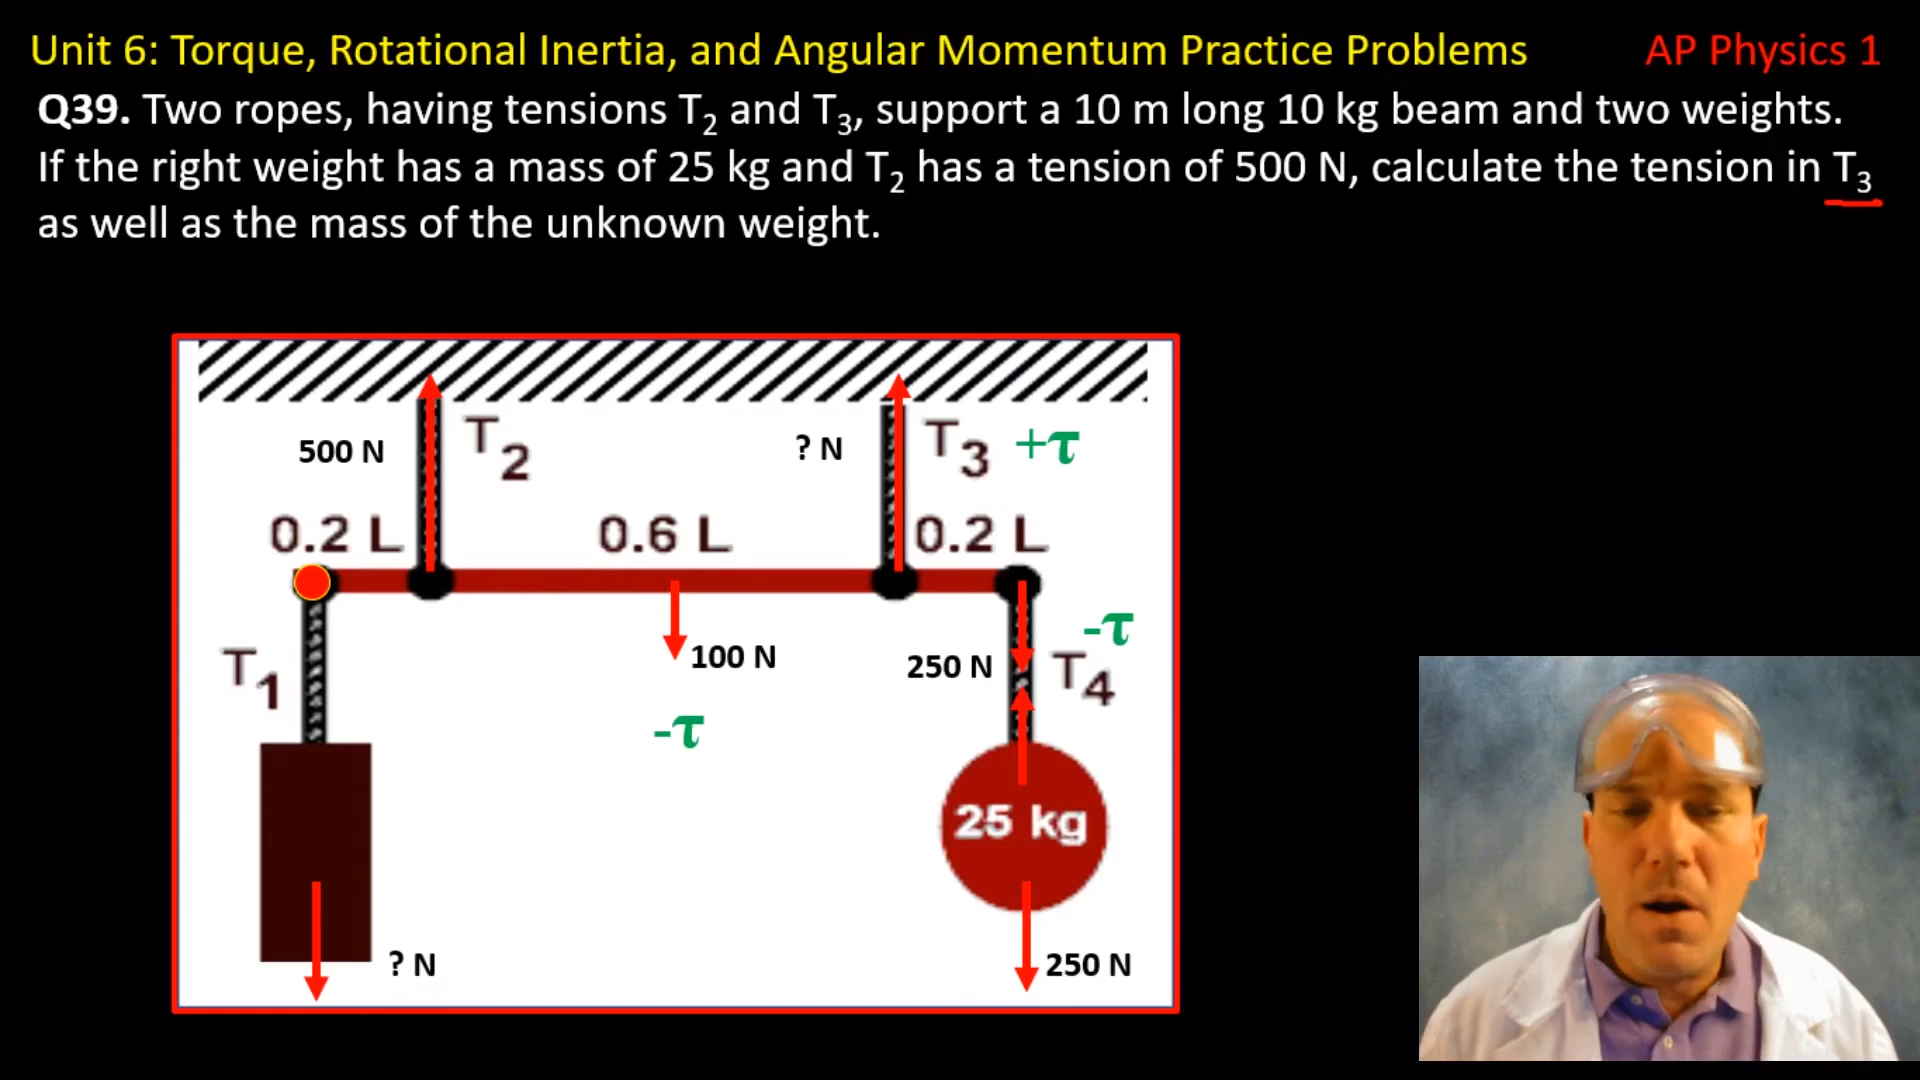 Unit 6: Torque, Rotational Inertia, and Angular Momentum Practice Problems AP Physics 1
Q39. Two ropes, having tensions T₂ and T₃, support a 10 m long 10 kg beam and two weights.
If the right weight has a mass of 25 kg and T₂ has a tension of 500 N, calculate the tension in T₃
as well as the mass of the unknown weight.
500 N T₂ ? N T₃ +τ
0.2 L 0.6 L 0.2 L
T₁ 100 N 250 N T₄ -τ
-τ
25 kg
? N 250 N